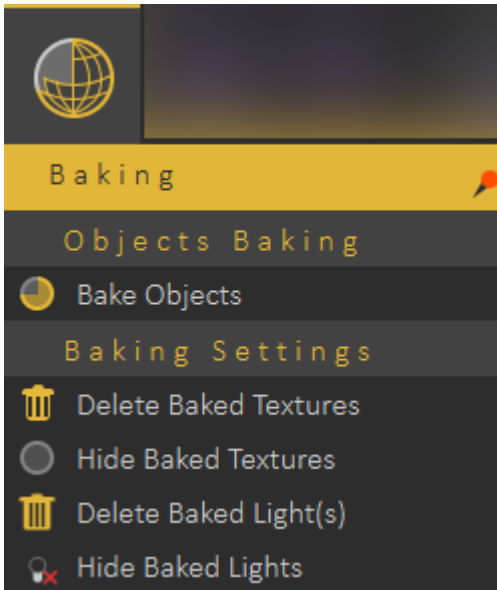 Baking
Objects Baking
Bake Objects
Baking Settings
Delete Baked Textures
Hide Baked Textures
Delete Baked Light(s)
Hide Baked Lights